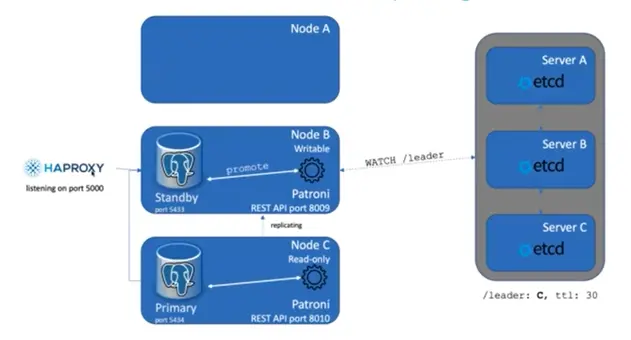 Node A
Node B
Writable
promote
Standby
port 5433
Patroni
REST API port 8009
HAPROXY
listening on port 5000
replicating
Node C
Read-only
Primary
port 5434
Patroni
REST API port 8010
WATCH /leader
Server A
etcd
Server B
etcd
Server C
etcd
/leader: C, ttl: 30